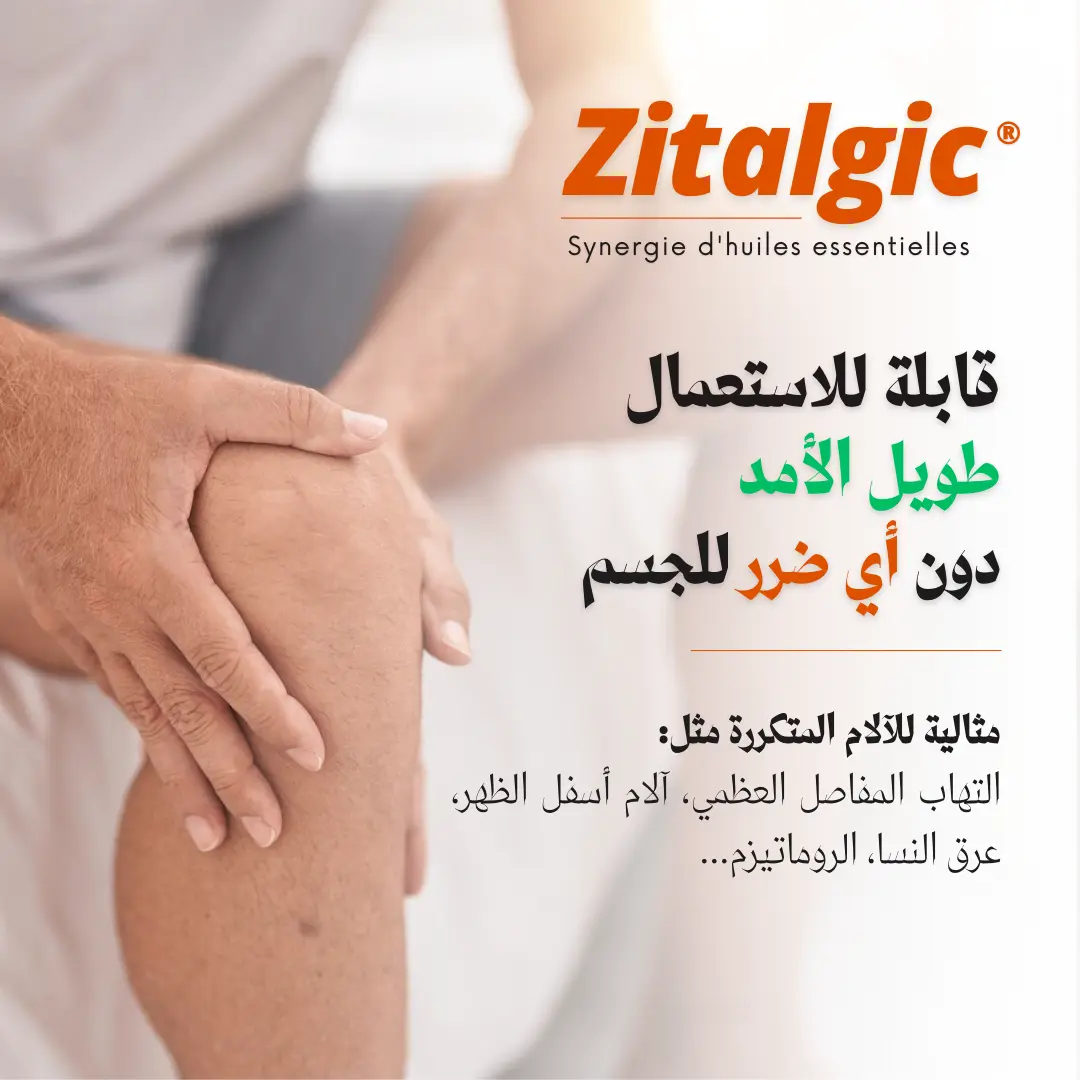 Zitalgic®
Synergie d'huiles essentielles
قابلة للاستعمال
طويل الأمد
دون أي ضرر للجسم
مثالية للآلام المتكررة مثل:
التهاب المفاصل العظمي، آلام أسفل الظهر،
عرق النسا، الروماتيزم...